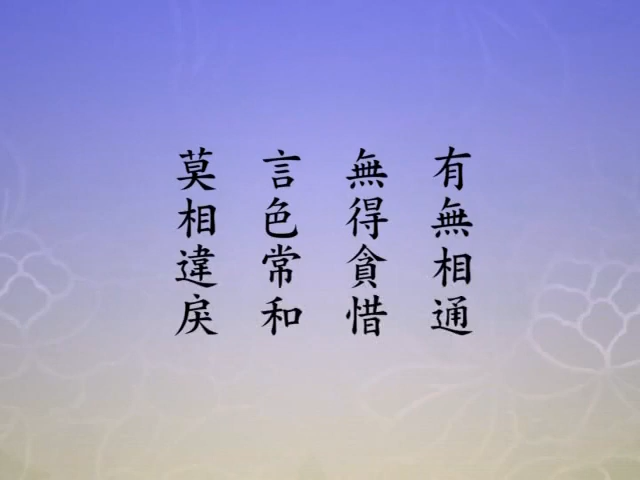 有無相通
無得貪惜
言色常和
莫相違戾